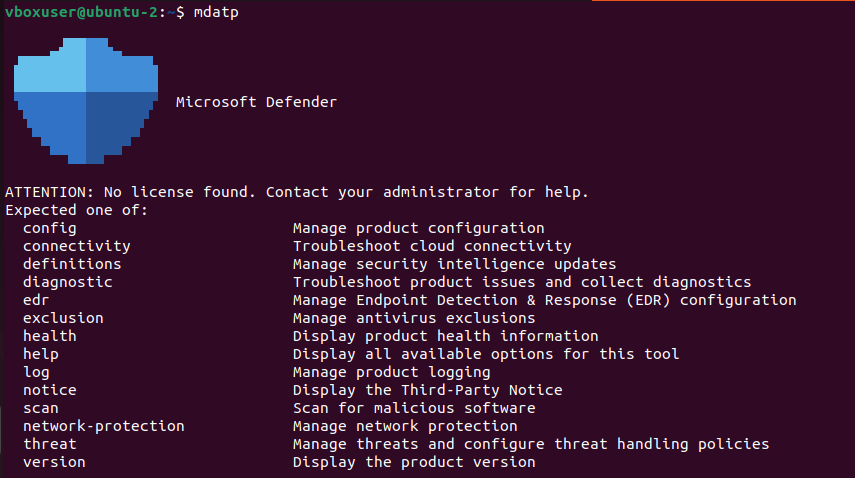 vboxuser@ubuntu-2:~$ mdatp
Microsoft Defender
ATTENTION: No license found. Contact your administrator for help.
Expected one of:
config Manage product configuration
connectivity Troubleshoot cloud connectivity
definitions Manage security intelligence updates
diagnostic Troubleshoot product issues and collect diagnostics
edr Manage Endpoint Detection & Response (EDR) configuration
exclusion Manage antivirus exclusions
health Display product health information
help Display all available options for this tool
log Manage product logging
notice Display the Third-Party Notice
scan Scan for malicious software
network-protection Manage network protection
threat Manage threats and configure threat handling policies
version Display the product version